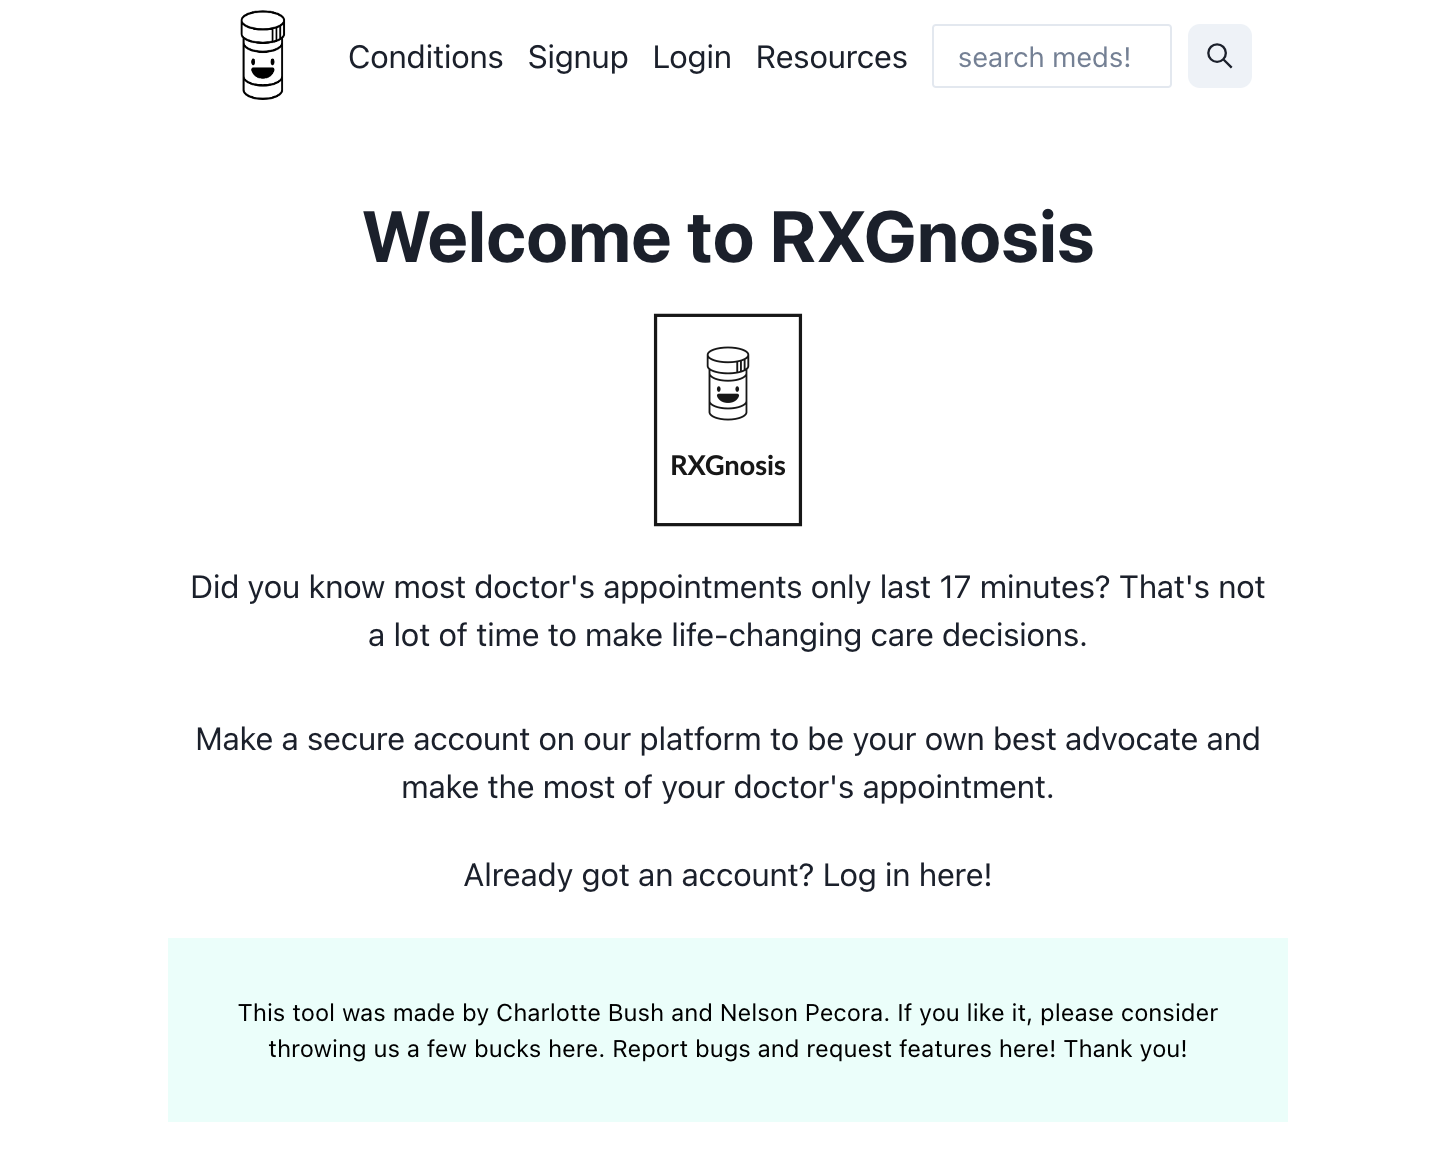 Conditions Signup Login Resources search meds!
Welcome to RXGnosis
RXGnosis
Did you know most doctor's appointments only last 17 minutes? That's not
a lot of time to make life-changing care decisions.
Make a secure account on our platform to be your own best advocate and
make the most of your doctor's appointment.
Already got an account? Log in here!
This tool was made by Charlotte Bush and Nelson Pecora. If you like it, please consider
throwing us a few bucks here. Report bugs and request features here! Thank you!